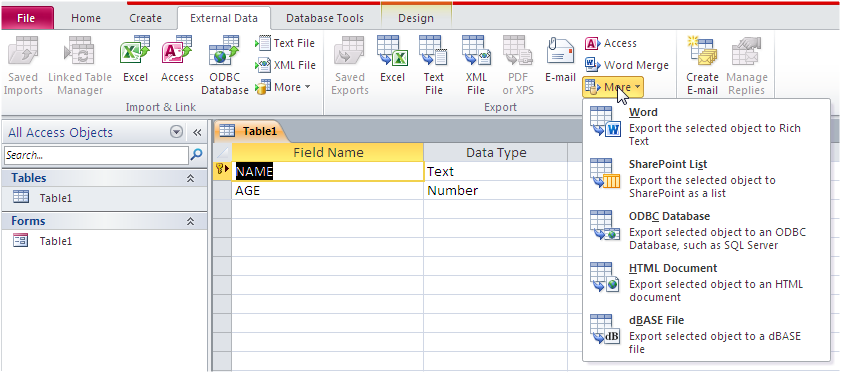 File Home Create External Data Database Tools Design
Saved Imports
Linked Table Manager
Excel
Access
ODBC Database
Text File
XML File
More
Import & Link
Saved Exports
Excel
Text File
XML File
PDF or XPS
E-mail
Access
Word Merge
More
Export
Create E-mail
Manage Replies
All Access Objects
Search...
Tables
Table1
Forms
Table1
Table1
Field Name Data Type
NAME Text
AGE Number
Word
Export the selected object to Rich
Text
SharePoint List
Export the selected object to
SharePoint as a list
ODBC Database
Export selected object to an ODBC
Database, such as SQL Server
HTML Document
Export selected object to an HTML
document
dBASE File
Export selected object to a dBASE
file